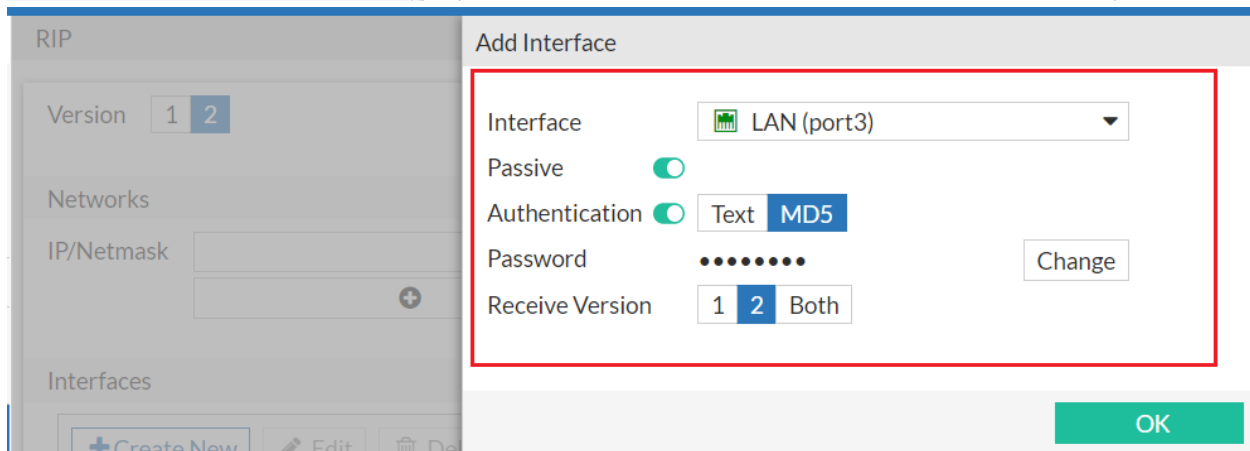 RIP
Version 1 2
Networks
IP/Netmask
Interfaces
Create New Edit Del
Add Interface
Interface LAN (port3)
Passive
Authentication Text MD5
Password ••••••••
Change
Receive Version 1 2 Both
OK